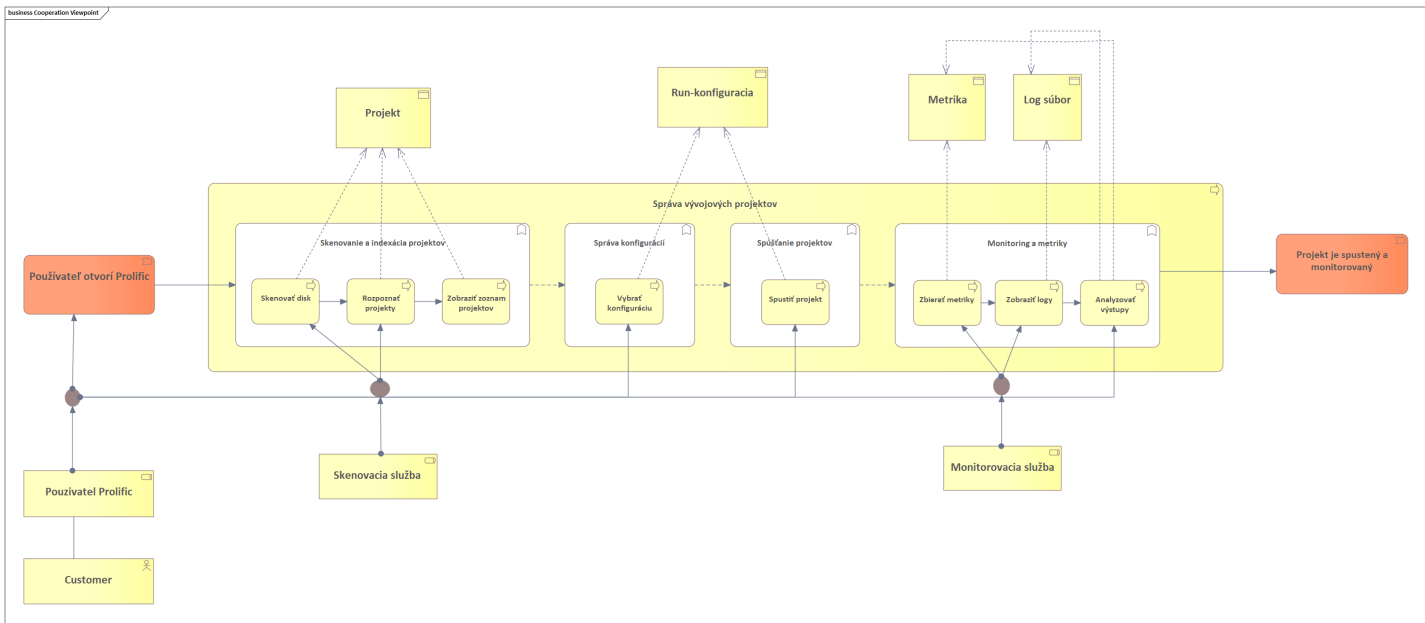 business Cooperation Viewpoint
Projekt
Run-konfiguracia
Metrika
Log súbor
Správa vývojových projektov
Skenovanie a indexácia projektov
Správa konfigurácií
Spúšťanie projektov
Monitoring a metriky
Používateľ otvorí Prolific
Skenovať disk
Rozpoznať
projekty
Zobraziť zoznam
projektov
Vybrať
konfiguráciu
Spustiť projekt
Zbierať metriky
Zobraziť logy
Analyzovať
výstupy
Projekt je spustený a
monitorovaný
Pouzivatel Prolific
Skenovacia služba
Monitorovacia služba
Customer